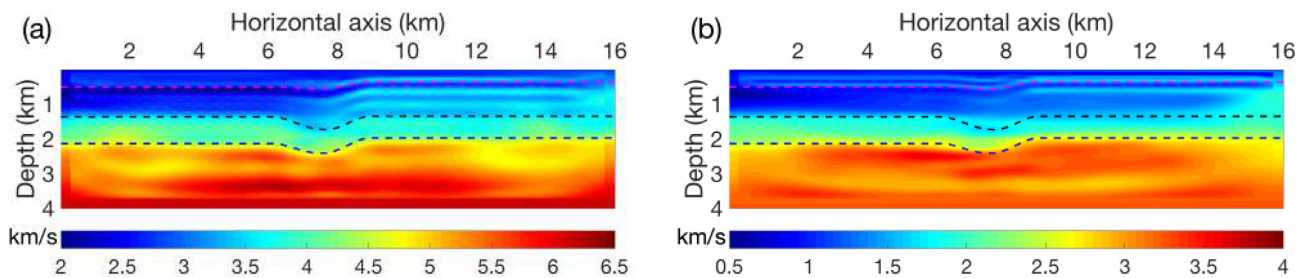 (a) Horizontal axis (km)
2 4 6 8 10 12 14 16
Depth (km)
1
2
3
4
km/s
2 2.5 3 3.5 4 4.5 5 5.5 6 6.5
(b) Horizontal axis (km)
2 4 6 8 10 12 14 16
Depth (km)
1
2
3
4
km/s
0.5 1 1.5 2 2.5 3 3.5 4